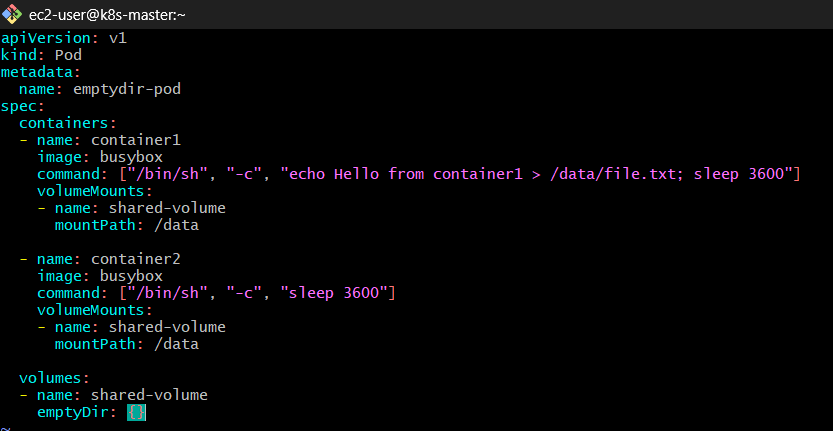 ec2-user@k8s-master:~
apiVersion: v1
kind: Pod
metadata:
  name: emptydir-pod
spec:
  containers:
  - name: container1
    image: busybox
    command: ["/bin/sh", "-c", "echo Hello from container1 > /data/file.txt; sleep 3600"]
    volumeMounts:
    - name: shared-volume
      mountPath: /data

  - name: container2
    image: busybox
    command: ["/bin/sh", "-c", "sleep 3600"]
    volumeMounts:
    - name: shared-volume
      mountPath: /data

  volumes:
  - name: shared-volume
    emptyDir: {}
~